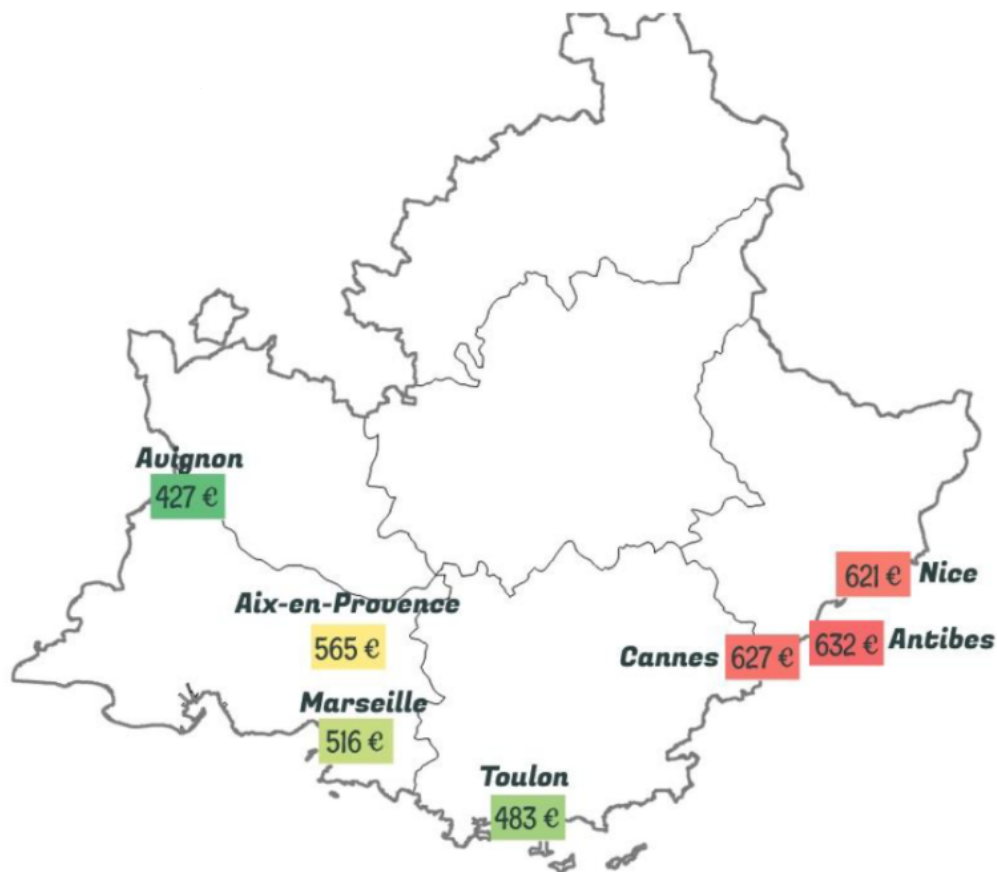 Avignon
427 €
621 € Nice
Aix-en-Provence
565 €
632 € Antibes
Cannes 627 €
Marseille
516 €
Toulon
483 €